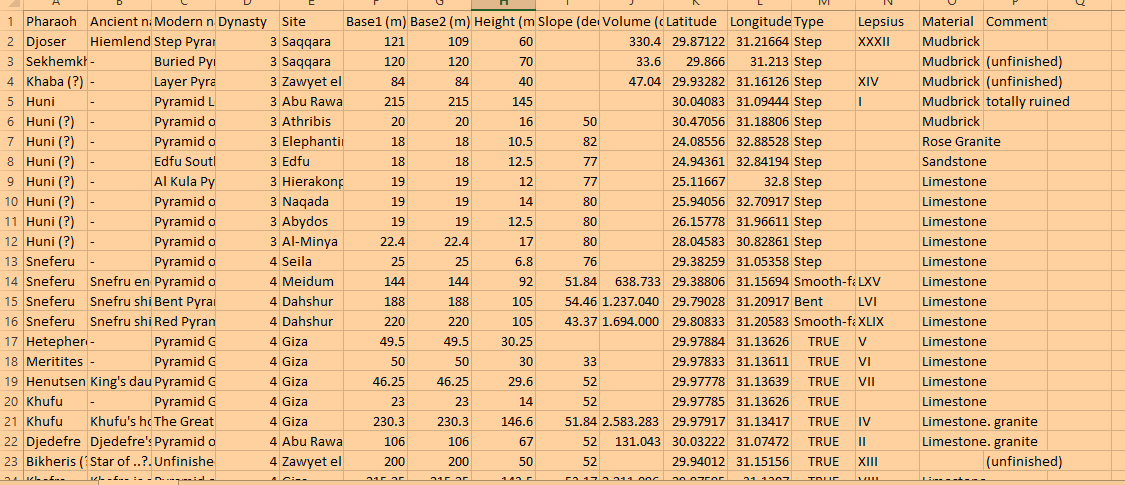 A B C D E F G H I J K L M N O P Q
1 Pharaoh Ancient na Modern n Dynasty Site Base1 (m) Base2 (m) Height (m Slope (deg Volume (c Latitude Longitude Type Lepsius Material Comment
2 Djoser Hiemlend Step Pyrar 3 Saqqara 121 109 60 330.4 29.87122 31.21664 Step XXXII Mudbrick
3 Sekhemkh - Buried Pyr 3 Saqqara 120 120 70 33.6 29.866 31.213 Step Mudbrick (unfinished)
4 Khaba (?) - Layer Pyra 3 Zawyet el 84 84 40 47.04 29.93282 31.16126 Step XIV Mudbrick (unfinished)
5 Huni - Pyramid L 3 Abu Rawa 215 215 145 30.04083 31.09444 Step I Mudbrick totally ruined
6 Huni (?) - Pyramid o 3 Athribis 20 20 16 50 30.47056 31.18806 Step Mudbrick
7 Huni (?) - Pyramid o 3 Elephanti 18 18 10.5 82 24.08556 32.88528 Step Rose Granite
8 Huni (?) - Edfu South 3 Edfu 18 18 12.5 77 24.94361 32.84194 Step Sandstone
9 Huni (?) - Al Kula Py 3 Hierakonp 19 19 12 77 25.11667 32.8 Step Limestone
10 Huni (?) - Pyramid o 3 Naqada 19 19 14 80 25.94056 32.70917 Step Limestone
11 Huni (?) - Pyramid o 3 Abydos 19 19 12.5 80 26.15778 31.96611 Step Limestone
12 Huni (?) - Pyramid o 3 Al-Minya 22.4 22.4 17 80 28.04583 30.82861 Step Limestone
13 Sneferu - Pyramid o 4 Seila 25 25 6.8 76 29.38259 31.05358 Step Limestone
14 Sneferu Snefru en Pyramid o 4 Meidum 144 144 92 51.84 638.733 29.38806 31.15694 Smooth-fa LXV Limestone
15 Sneferu Snefru shi Bent Pyrar 4 Dahshur 188 188 105 54.46 1.237.040 29.79028 31.20917 Bent LVI Limestone
16 Sneferu Snefru shi Red Pyram 4 Dahshur 220 220 105 43.37 1.694.000 29.80833 31.20583 Smooth-fa XLIX Limestone
17 Hetepher - Pyramid G 4 Giza 49.5 49.5 30.25 29.97884 31.13626 TRUE V Limestone
18 Meritites - Pyramid G 4 Giza 50 50 30 33 29.97833 31.13611 TRUE VI Limestone
19 Henutsen King's dau Pyramid G 4 Giza 46.25 46.25 29.6 52 29.97778 31.13639 TRUE VII Limestone
20 Khufu - Pyramid G 4 Giza 23 23 14 52 29.97785 31.13626 TRUE Limestone
21 Khufu Khufu's ho The Great 4 Giza 230.3 230.3 146.6 51.84 2.583.283 29.97917 31.13417 TRUE IV Limestone. granite
22 Djedefre Djedefre's Pyramid o 4 Abu Rawa 106 106 67 52 131.043 30.03222 31.07472 TRUE II Limestone. granite
23 Bikheris (? Star of ..?.. Unfinishe 4 Zawyet el 200 200 50 52 29.94012 31.15156 TRUE XIII (unfinished)